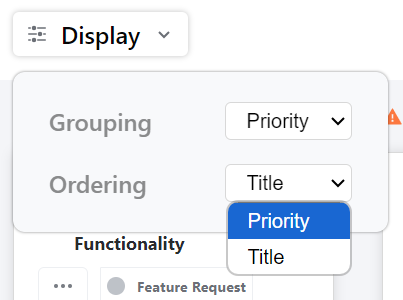 Display
Grouping Priority
Ordering Title
Priority
Title
Functionality
Feature Request